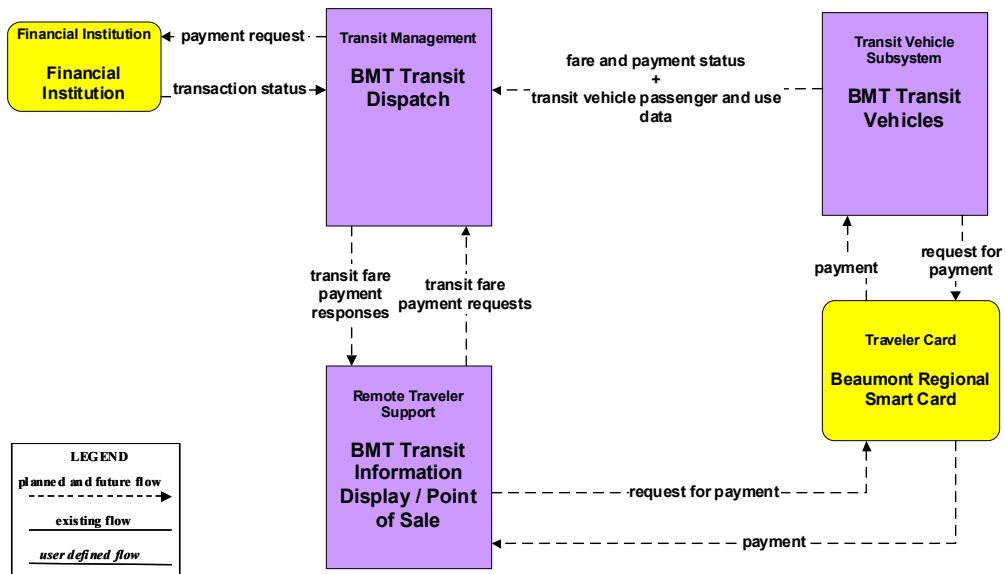 Financial Institution
Financial
Institution
payment request
transaction status
Transit Management
BMT Transit
Dispatch
fare and payment status
+
transit vehicle passenger and use
data
Transit Vehicle
Subsystem
BMT Transit
Vehicles
transit fare
payment
responses
transit fare
payment requests
payment
request for
payment
Traveler Card
Beaumont Regional
Smart Card
Remote Traveler
Support
BMT Transit
Information
Display / Point
of Sale
request for payment
payment
LEGEND
planned and future flow
existing flow
user defined flow